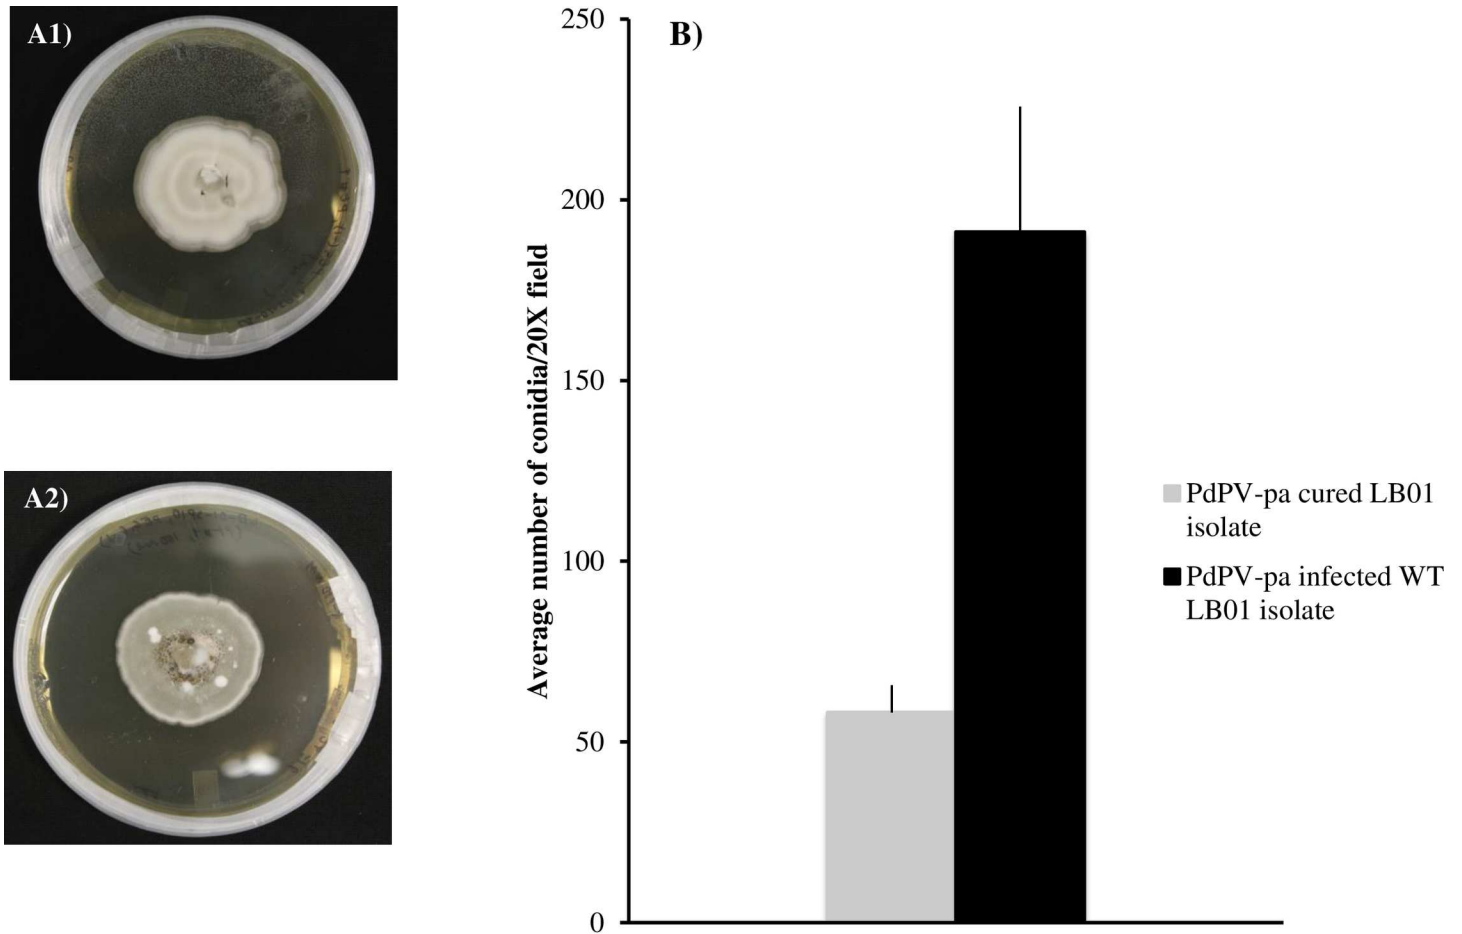 A1)
A2)
B)
Average number of conidia/20X field
250
200
150
100
50
0
PdPV-pa cured LB01
isolate
PdPV-pa infected WT
LB01 isolate